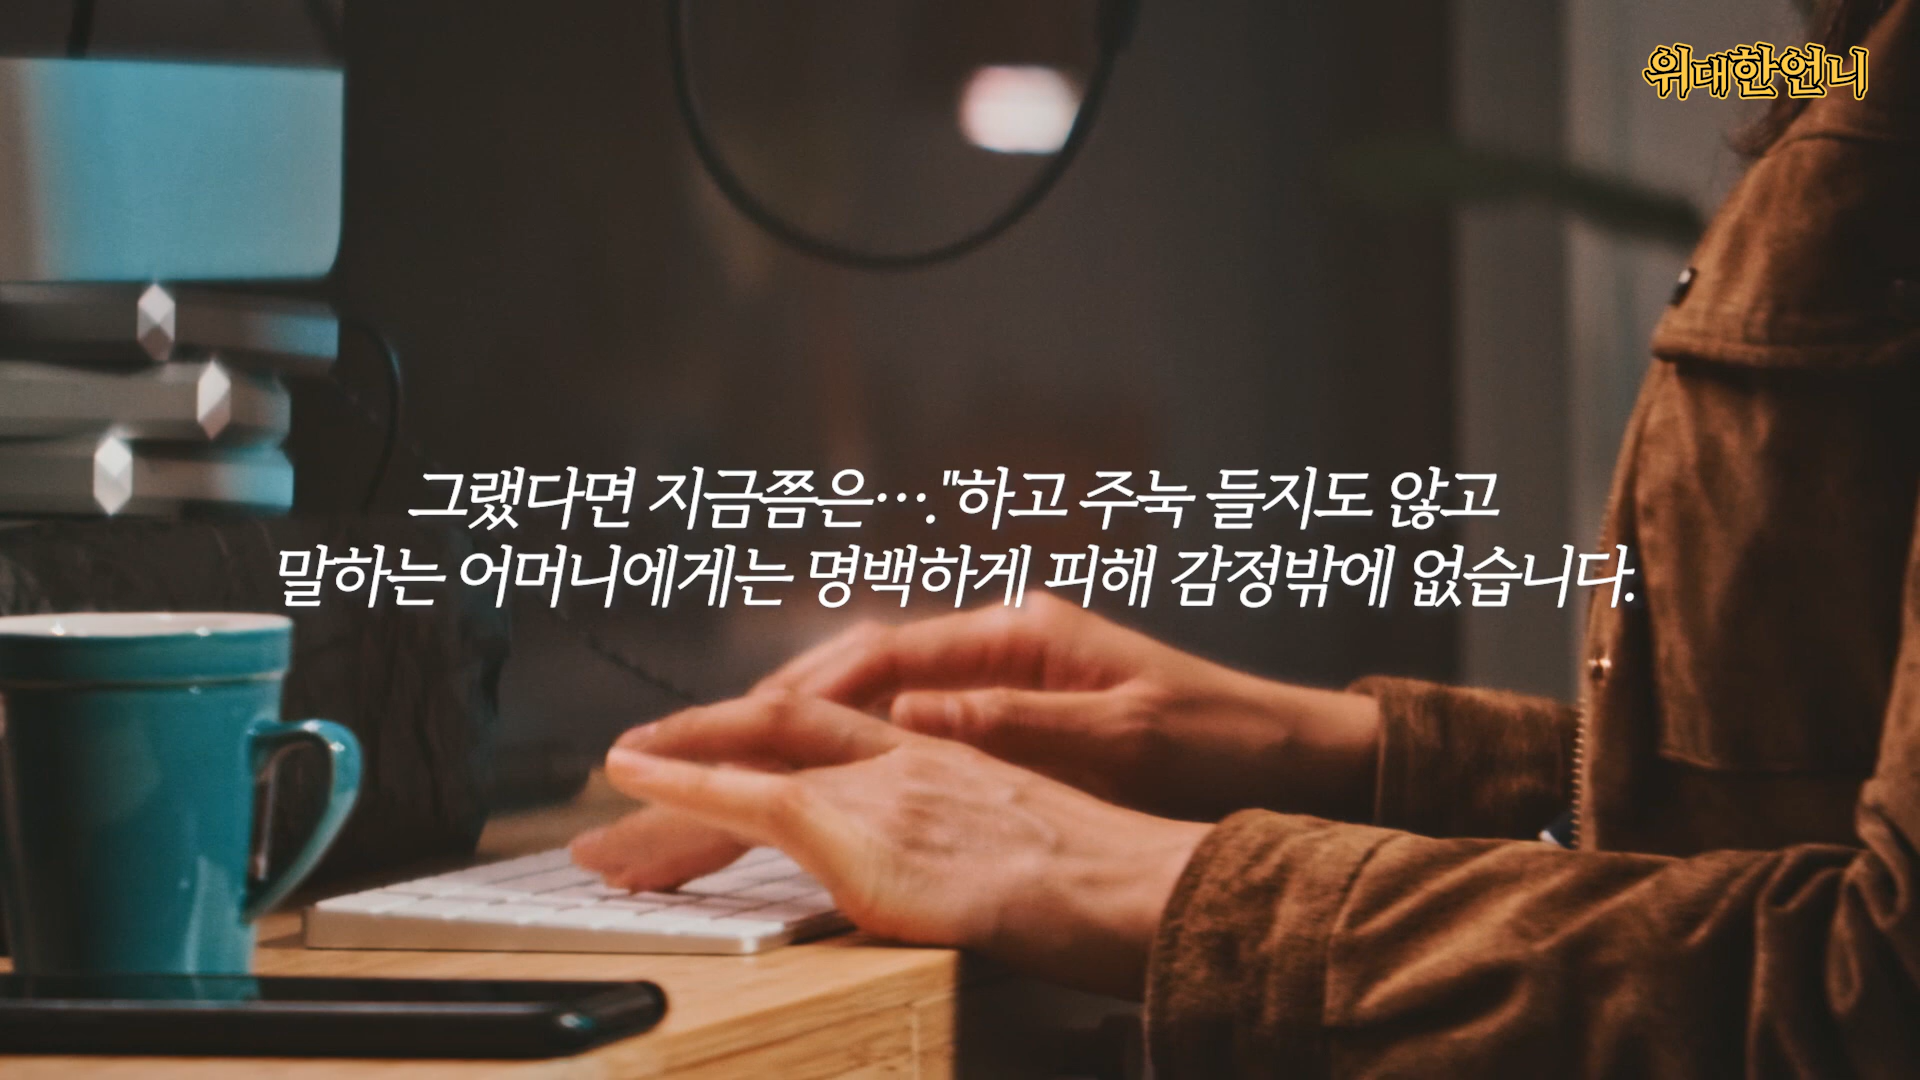 위대한언니
그랬다면 지금쯤은…."하고 주눅 들지도 않고
말하는 어머니에게는 명백하게 피해 감정밖에 없습니다.